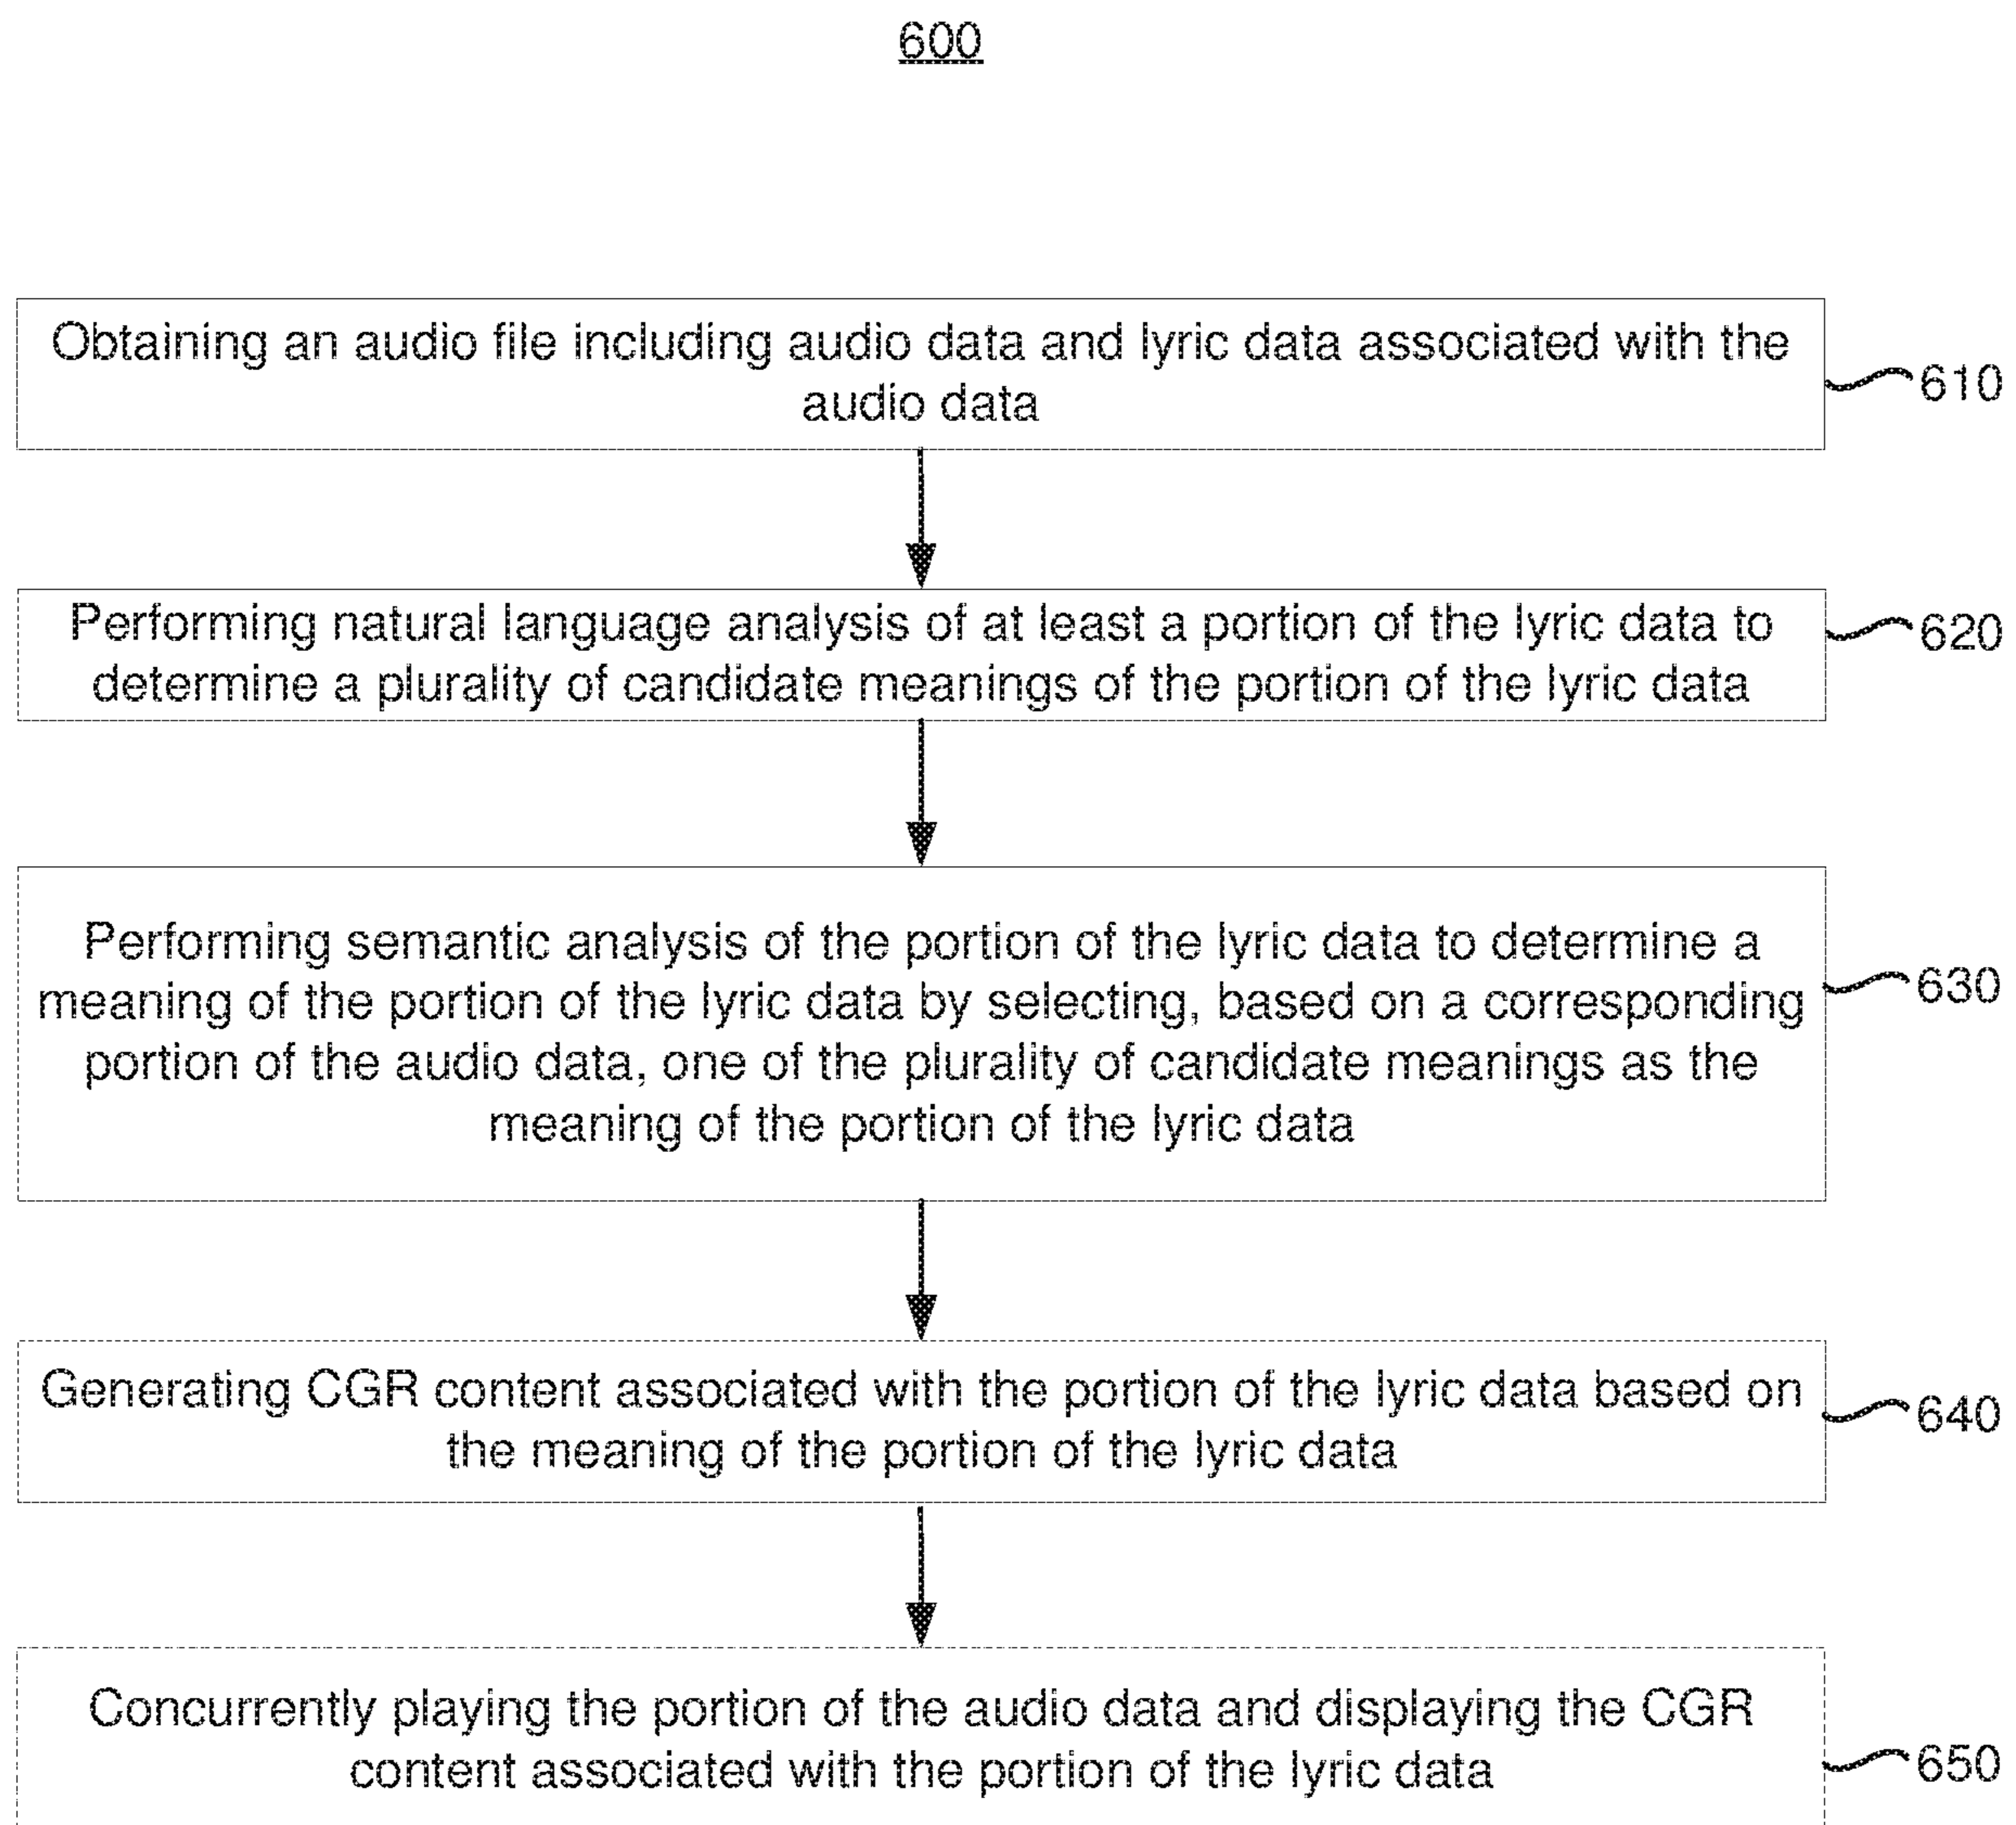 600
Obtaining an audio file including audio data and lyric data associated with the
audio data
610
Performing natural language analysis of at least a portion of the lyric data to
determine a plurality of candidate meanings of the portion of the lyric data
620
Performing semantic analysis of the portion of the lyric data to determine a
meaning of the portion of the lyric data by selecting, based on a corresponding
portion of the audio data, one of the plurality of candidate meanings as the
meaning of the portion of the lyric data
630
Generating CGR content associated with the portion of the lyric data based on
the meaning of the portion of the lyric data
640
Concurrently playing the portion of the audio data and displaying the CGR
content associated with the portion of the lyric data
650